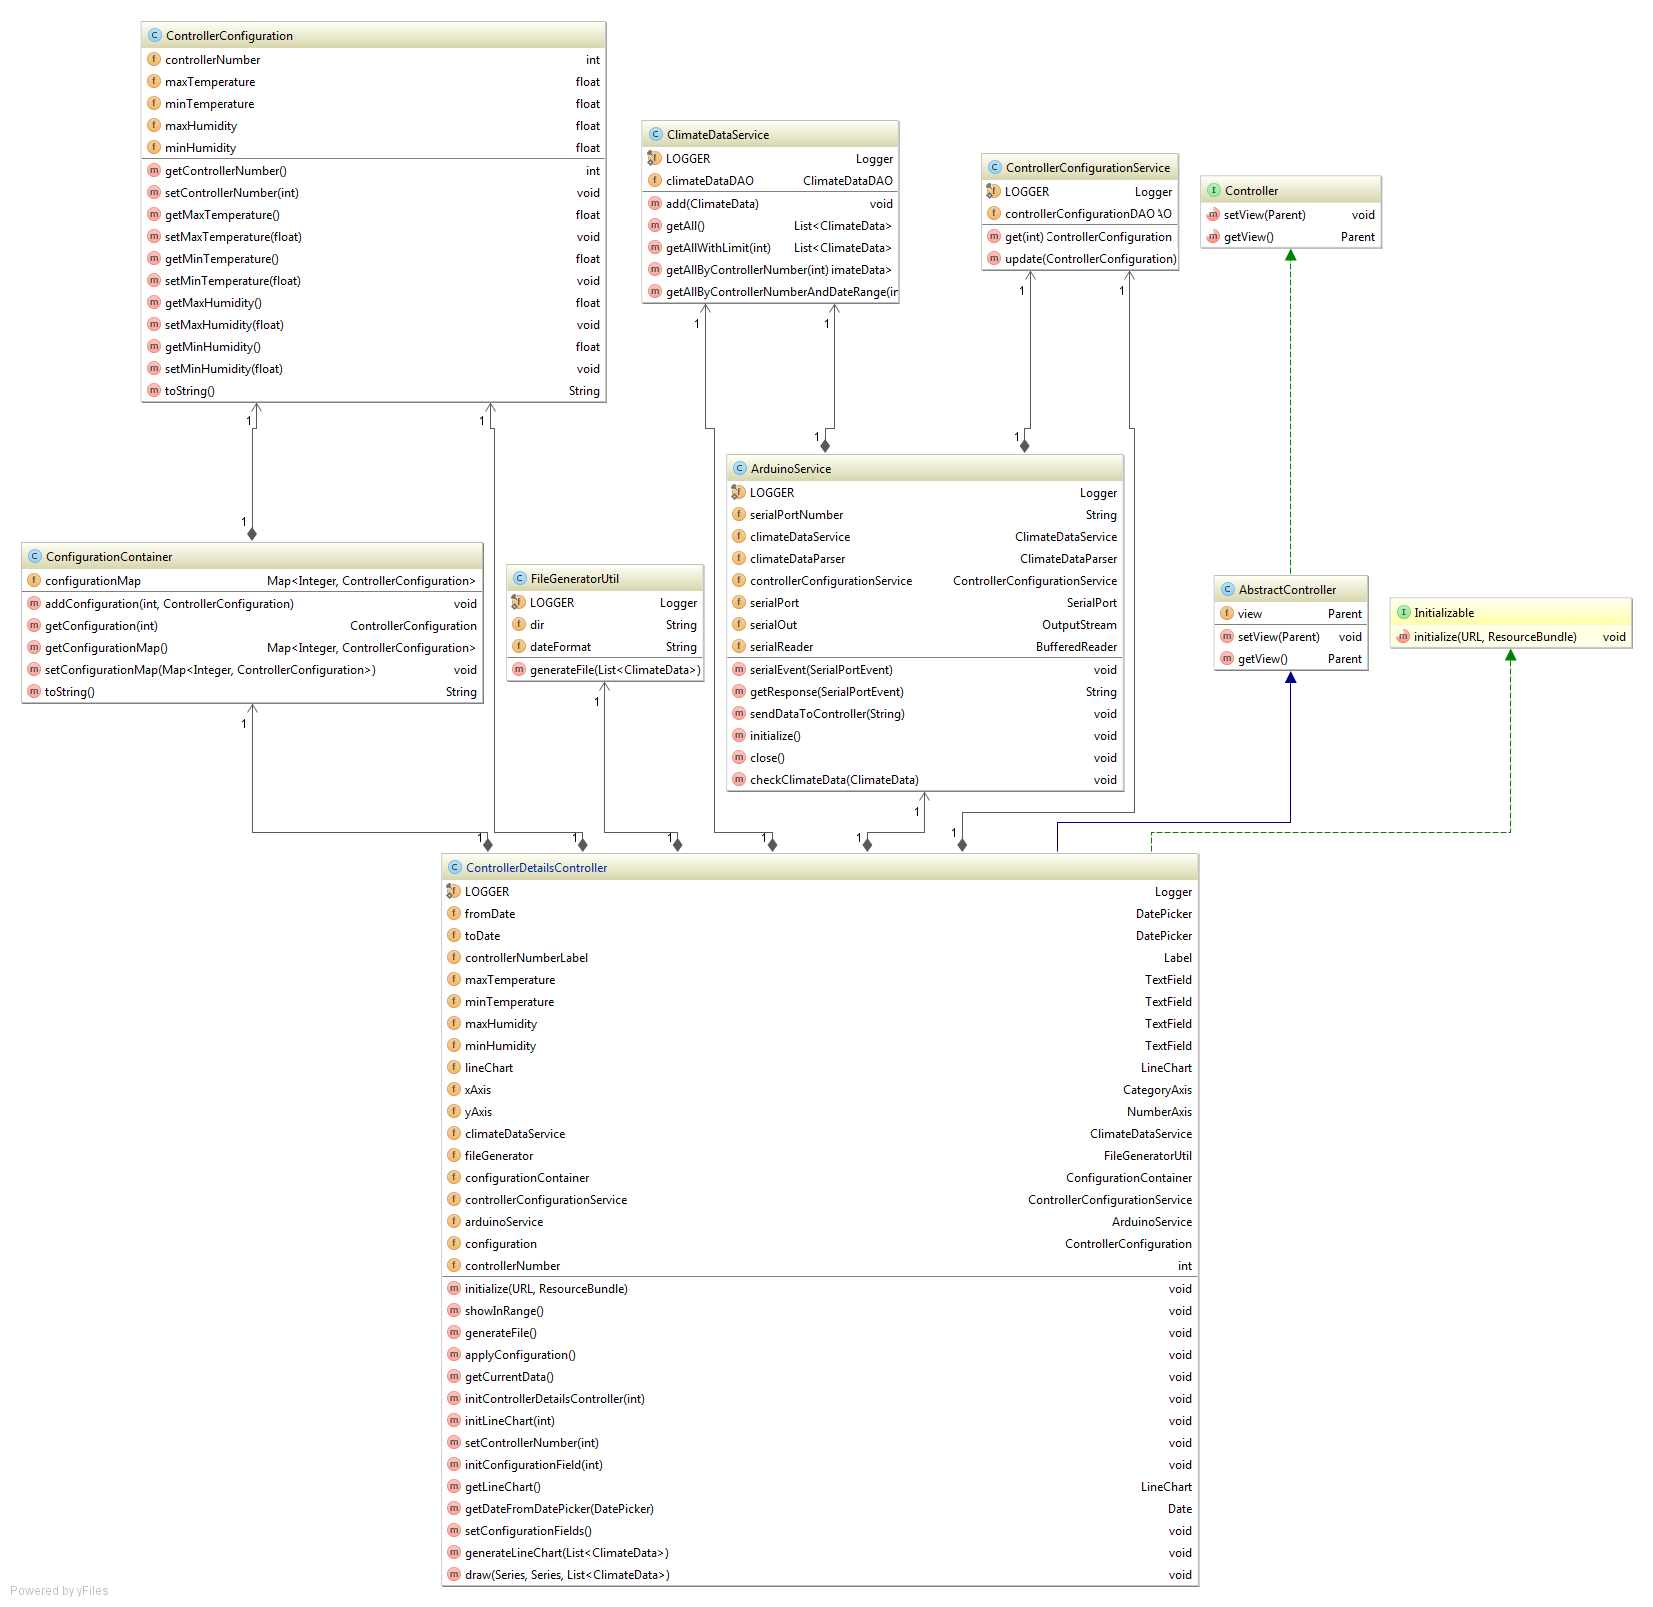 ControllerConfiguration
controllerNumber int
maxTemperature float
minTemperature float
maxHumidity float
minHumidity float
getControllerNumber() int
setControllerNumber(int) void
getMaxTemperature() float
setMaxTemperature(float) void
getMinTemperature() float
setMinTemperature(float) void
getMaxHumidity() float
setMaxHumidity(float) void
getMinHumidity() float
setMinHumidity(float) void
toString() String
ClimateDataService
LOGGER Logger
climateDataDAO ClimateDataDAO
add(ClimateData) void
getAll() List<ClimateData>
getAllWithLimit(int) List<ClimateData>
getAllByControllerNumber(int) imateData>
getAllByControllerNumberAndDateRange(in
ControllerConfigurationService
LOGGER Logger
controllerConfigurationDAO AO
get(int) ControllerConfiguration
update(ControllerConfiguration)
Controller
setView(Parent) void
getView() Parent
1 1 1 1
1 1
1 1
ArduinoService
LOGGER Logger
serialPortNumber String
climateDataService ClimateDataService
climateDataParser ClimateDataParser
controllerConfigurationService ControllerConfigurationService
serialPort SerialPort
serialOut OutputStream
serialReader BufferedReader
serialEvent(SerialPortEvent) void
getResponse(SerialPortEvent) String
sendDataToController(String) void
initialize() void
close() void
checkClimateData(ClimateData) void
1
ConfigurationContainer
configurationMap Map<Integer, ControllerConfiguration>
addConfiguration(int, ControllerConfiguration) void
getConfiguration(int) ControllerConfiguration
getConfigurationMap() Map<Integer, ControllerConfiguration>
setConfigurationMap(Map<Integer, ControllerConfiguration>) void
toString() String
FileGeneratorUtil
LOGGER Logger
dir String
dateFormat String
generateFile(List<ClimateData>)
AbstractController
view Parent
setView(Parent) void
getView() Parent
Initializable
initialize(URL, ResourceBundle) void
1 1 1
1 1 1 1 1 1
ControllerDetailsController
LOGGER Logger
fromDate DatePicker
toDate DatePicker
controllerNumberLabel Label
maxTemperature TextField
minTemperature TextField
maxHumidity TextField
minHumidity TextField
lineChart LineChart
xAxis CategoryAxis
yAxis NumberAxis
climateDataService ClimateDataService
fileGenerator FileGeneratorUtil
configurationContainer ConfigurationContainer
controllerConfigurationService ControllerConfigurationService
arduinoService ArduinoService
configuration ControllerConfiguration
controllerNumber int
initialize(URL, ResourceBundle) void
showInRange() void
generateFile() void
applyConfiguration() void
getCurrentData() void
initControllerDetailsController(int) void
initLineChart(int) void
setControllerNumber(int) void
initConfigurationField(int) void
getLineChart() LineChart
getDateFromDatePicker(DatePicker) Date
setConfigurationFields() void
generateLineChart(List<ClimateData>) void
draw(Series, Series, List<ClimateData>) void
Powered by yFiles